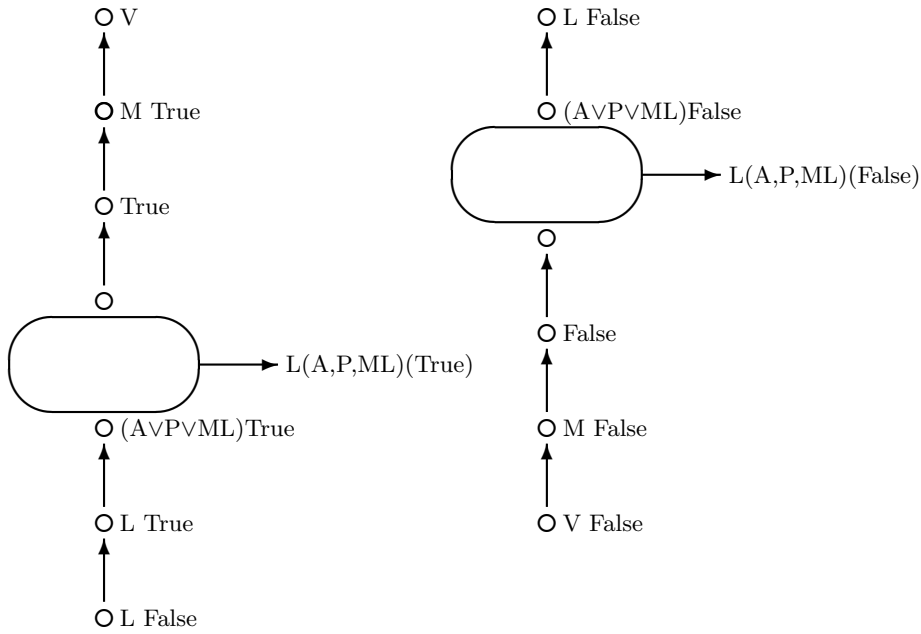 V
M True
True
L(A,P,ML)(True)
(A∨P∨ML)True
L True
L False
L False
(A∨P∨ML)False
L(A,P,ML)(False)
False
M False
V False